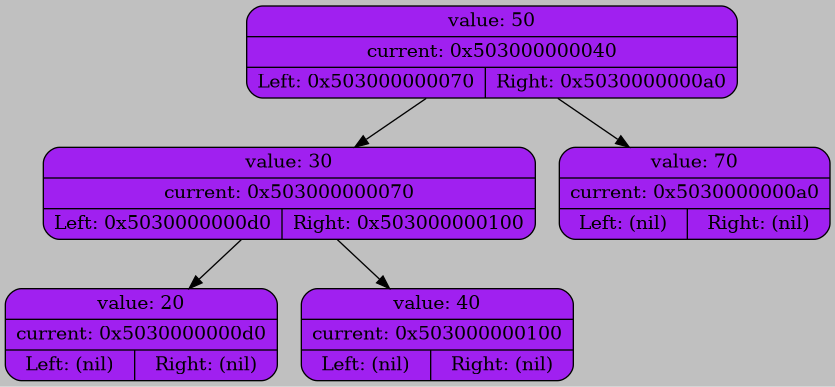 value: 50
current: 0x503000000040
Left: 0x503000000070 Right: 0x5030000000a0
value: 30
current: 0x503000000070
Left: 0x5030000000d0 Right: 0x503000000100
value: 70
current: 0x5030000000a0
Left: (nil) Right: (nil)
value: 20
current: 0x5030000000d0
Left: (nil) Right: (nil)
value: 40
current: 0x503000000100
Left: (nil) Right: (nil)